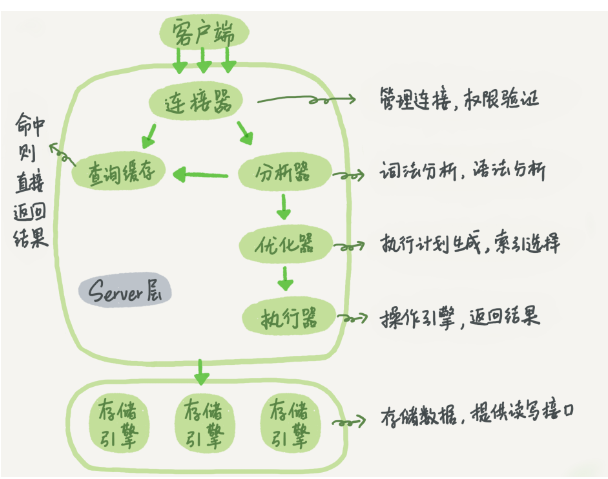 客户端
连接器
管理连接,权限验证
命中
则
直接
返回
结果
查询缓存
分析器
词法分析,语法分析
优化器
执行计划生成,索引选择
Server层
执行器
操作引擎,返回结果
存储
引擎
存储
引擎
存储
引擎
存储数据,提供读写接口